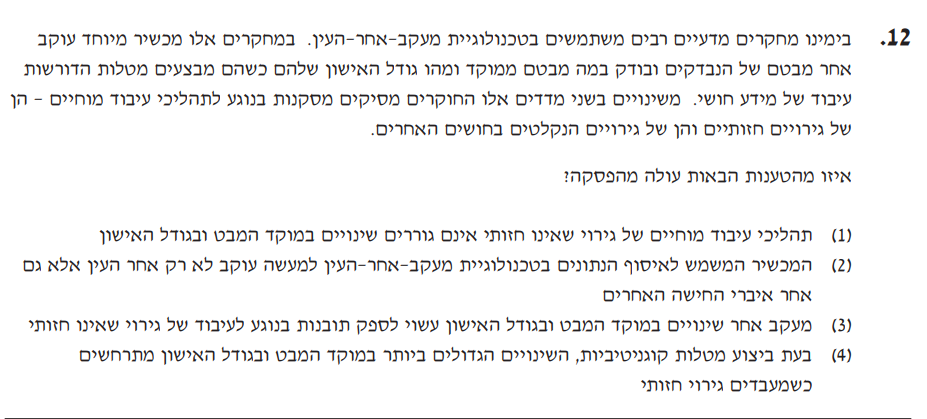 12. בימינו מחקרים מדעיים רבים משתמשים בטכנולוגיית מעקב-אחר-העין. במחקרים אלו מכשיר מיוחד עוקב
אחר מבטם של הנבדקים ובודק במה מבטם ממוקד ומהו גודל האישון שלהם כשהם מבצעים מטלות הדורשות
עיבוד של מידע חושי. משינויים בשני מדדים אלו החוקרים מסיקים מסקנות בנוגע לתהליכי עיבוד מוחיים - הן
של גירויים חזותיים והן של גירויים הנקלטים בחושים האחרים.
איזו מהטענות הבאות עולה מהפסקה?
(1) תהליכי עיבוד מוחיים של גירוי שאינו חזותי אינם גוררים שינויים במוקד המבט ובגודל האישון
(2) המכשיר המשמש לאיסוף הנתונים בטכנולוגיית מעקב-אחר-העין למעשה עוקב לא רק אחר העין אלא גם
אחר איברי החישה האחרים
(3) מעקב אחר שינויים במוקד המבט ובגודל האישון עשוי לספק תובנות בנוגע לעיבוד של גירוי שאינו חזותי
(4) בעת ביצוע מטלות קוגניטיביות, השינויים הגדולים ביותר במוקד המבט ובגודל האישון מתרחשים
כשמעבדים גירוי חזותי